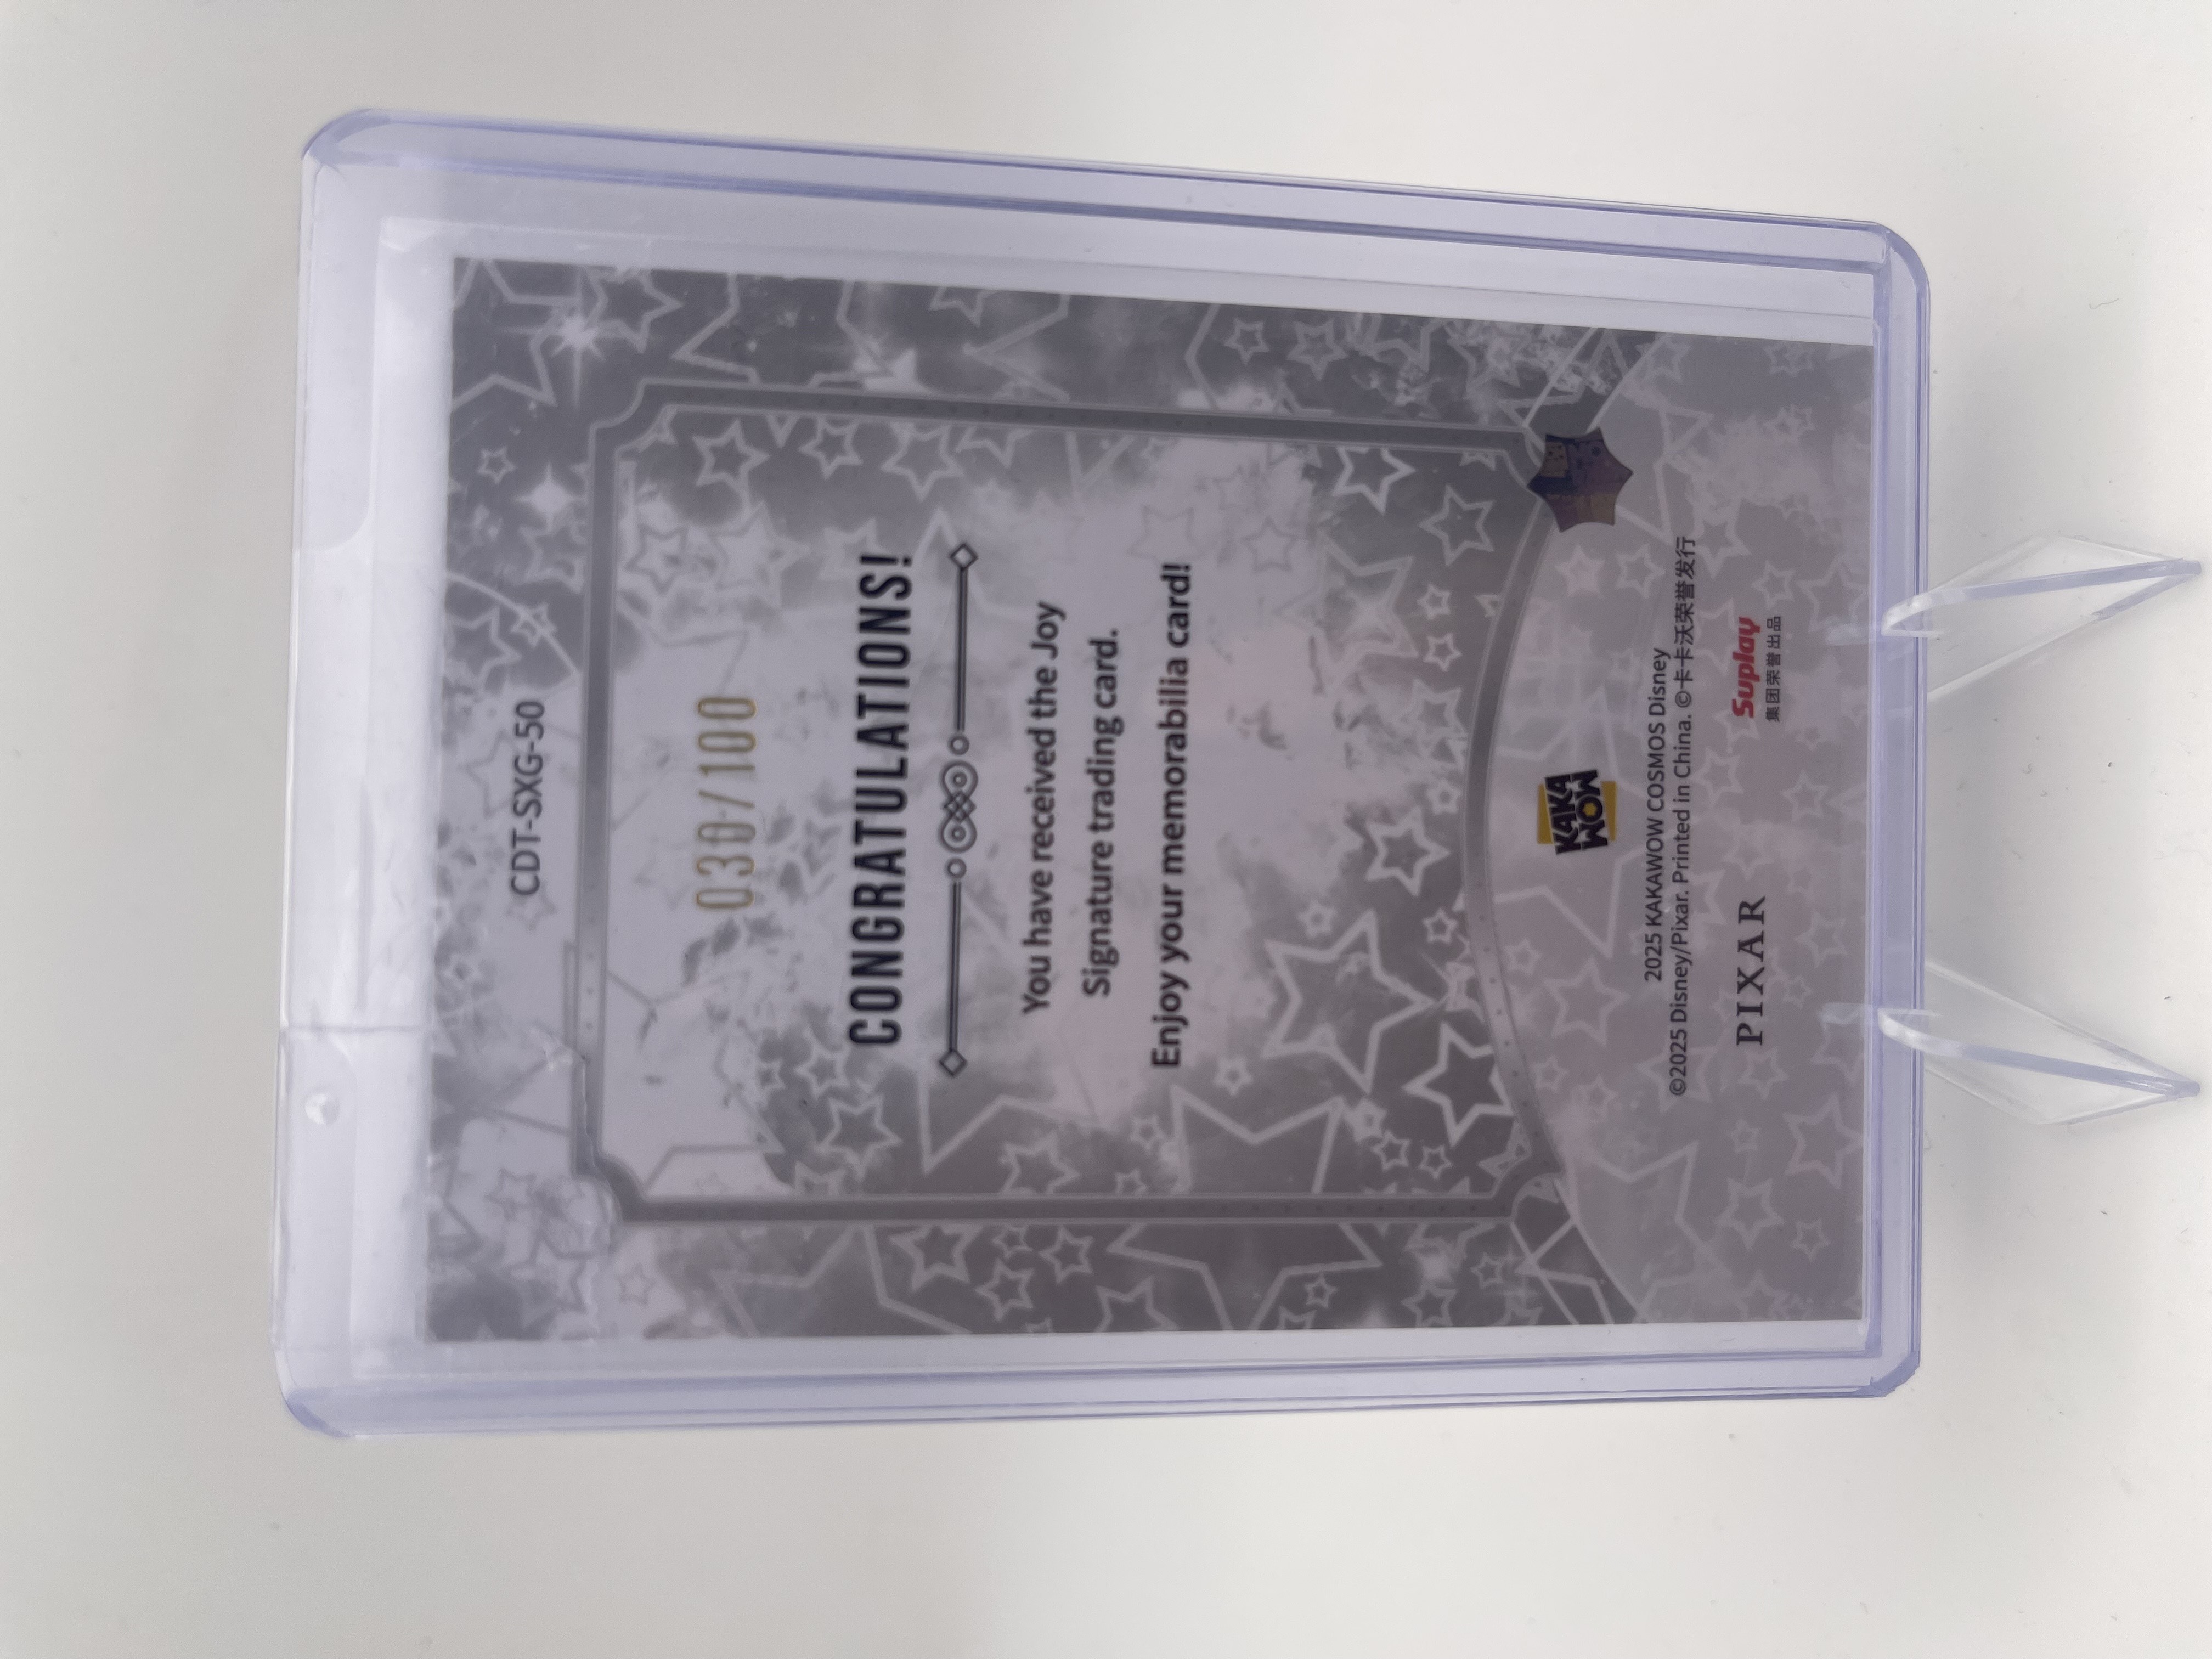 CDT-SXG-50
030/100
CONGRATULATIONS!
You have received the Joy
Signature trading card.
Enjoy your memorabilia card!
KAKA
WOW
2025 KAKAWOW COSMOS Disney
©2025 Disney/Pixar. Printed in China. ©卡卡沃荣誉发行
PIXAR
Suplay
集团荣誉出品